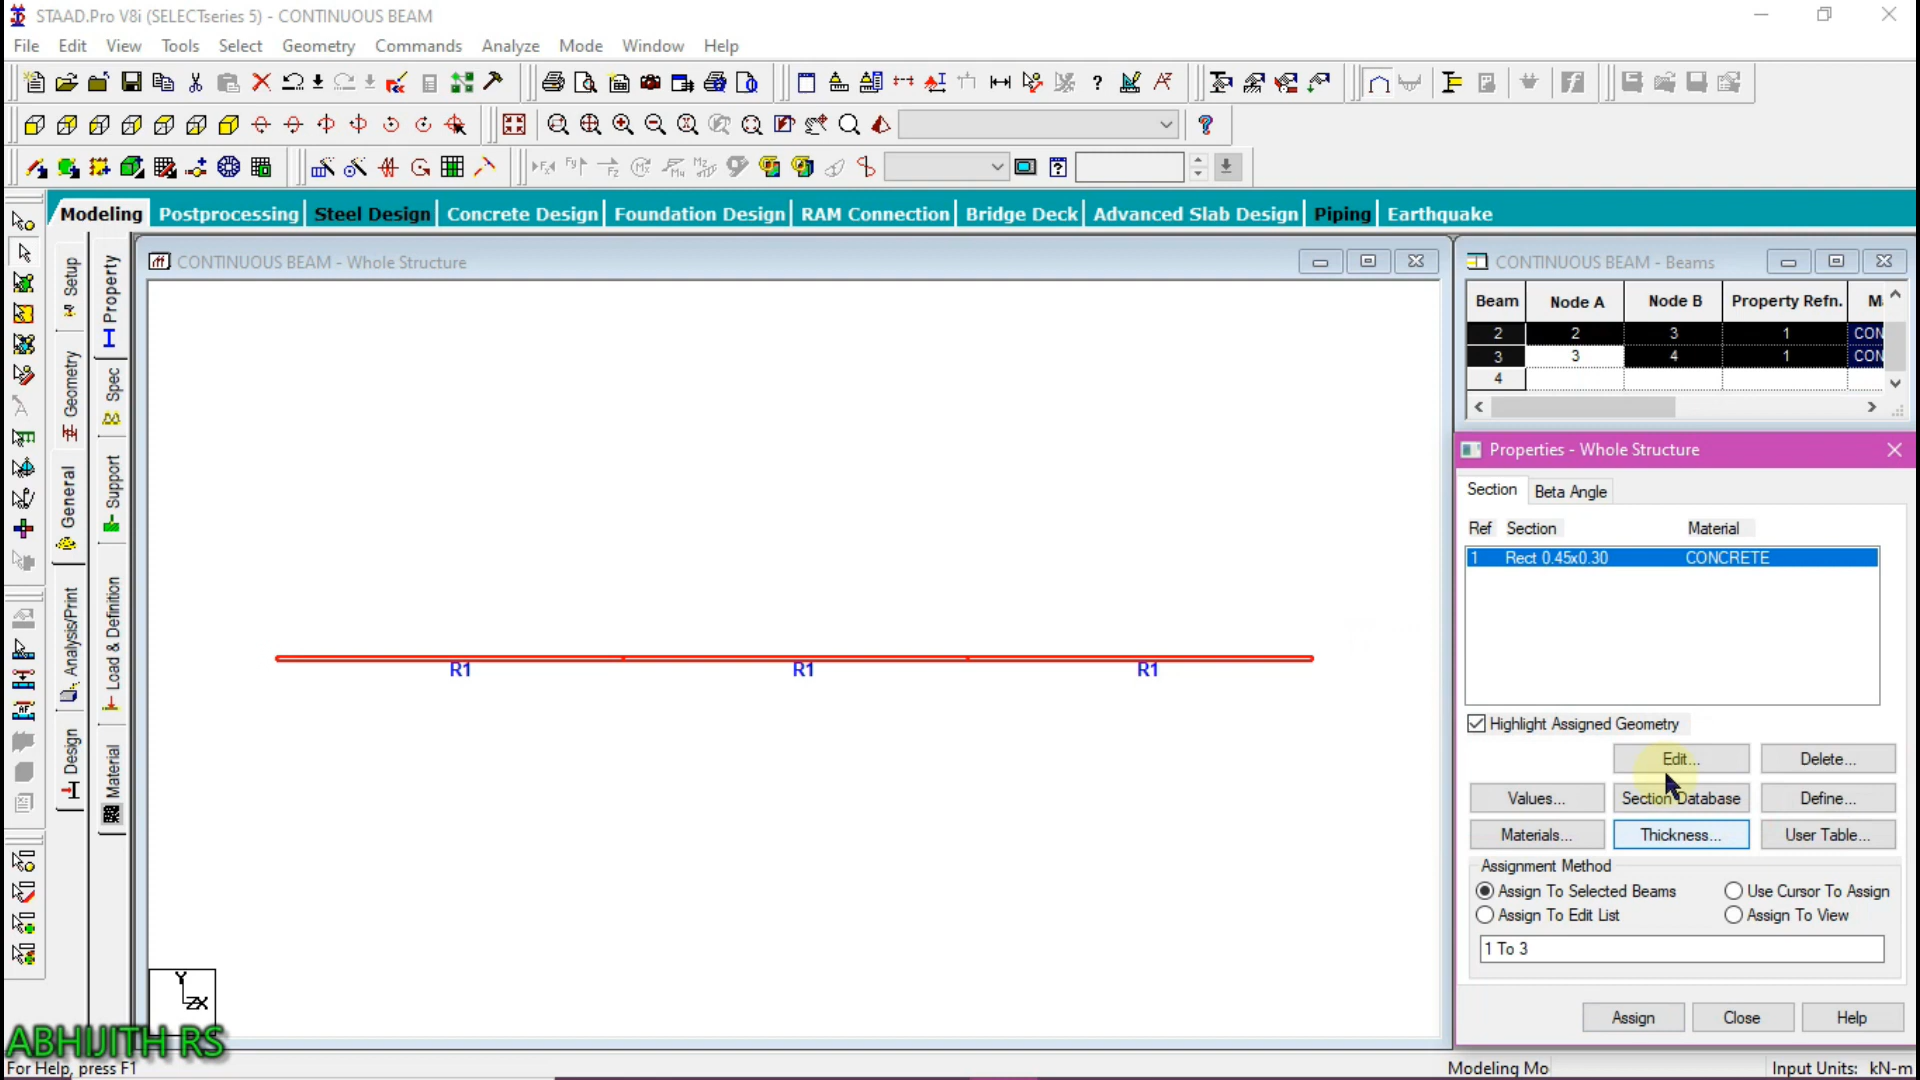 STAAD.Pro V8i (SELECTseries 5) - CONTINUOUS BEAM
File Edit View Tools Select Geometry Commands Analyze Mode Window Help
Modeling Postprocessing Steel Design Concrete Design Foundation Design RAM Connection Bridge Deck Advanced Slab Design Piping Earthquake
Setup
Geometry
General
Analysis/Print
Design
Property
Spec
Support
Load & Definition
Material
CONTINUOUS BEAM - Whole Structure
R1 R1 R1
Y
ZX
CONTINUOUS BEAM - Beams
Beam Node A Node B Property Refn. M
2 2 3 1 CON
3 3 4 1 CON
4
Properties - Whole Structure
Section Beta Angle
Ref Section Material
1 Rect 0.45x0.30 CONCRETE
Highlight Assigned Geometry
Edit... Delete...
Values... Section Database Define...
Materials... Thickness... User Table...
Assignment Method
Assign To Selected Beams Use Cursor To Assign
Assign To Edit List Assign To View
1 To 3
Assign Close Help
ABHIJITH RS
For Help, press F1 Modeling Mo Input Units: kN-m